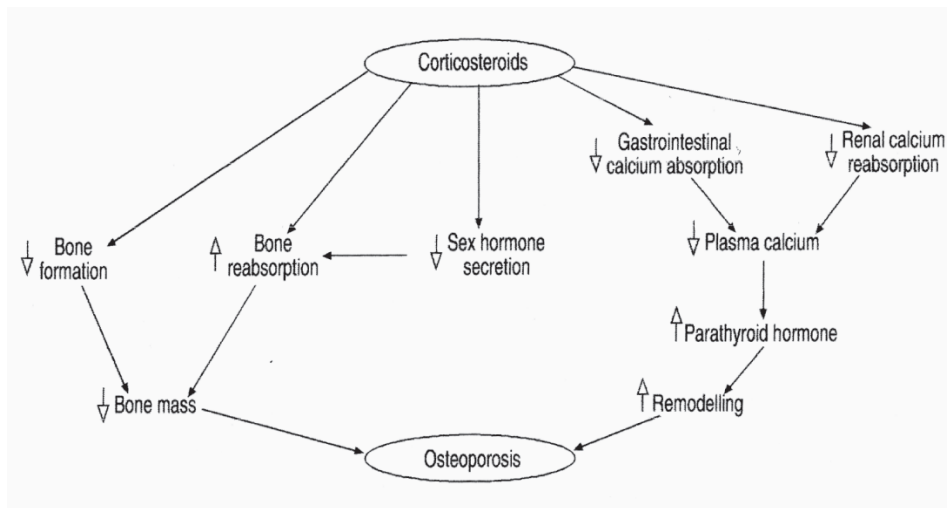 Corticosteroids
Gastrointestinal
calcium absorption
Renal calcium
reabsorption
Bone
formation
Bone
reabsorption
Sex hormone
secretion
Plasma calcium
Parathyroid hormone
Bone mass
Remodelling
Osteoporosis